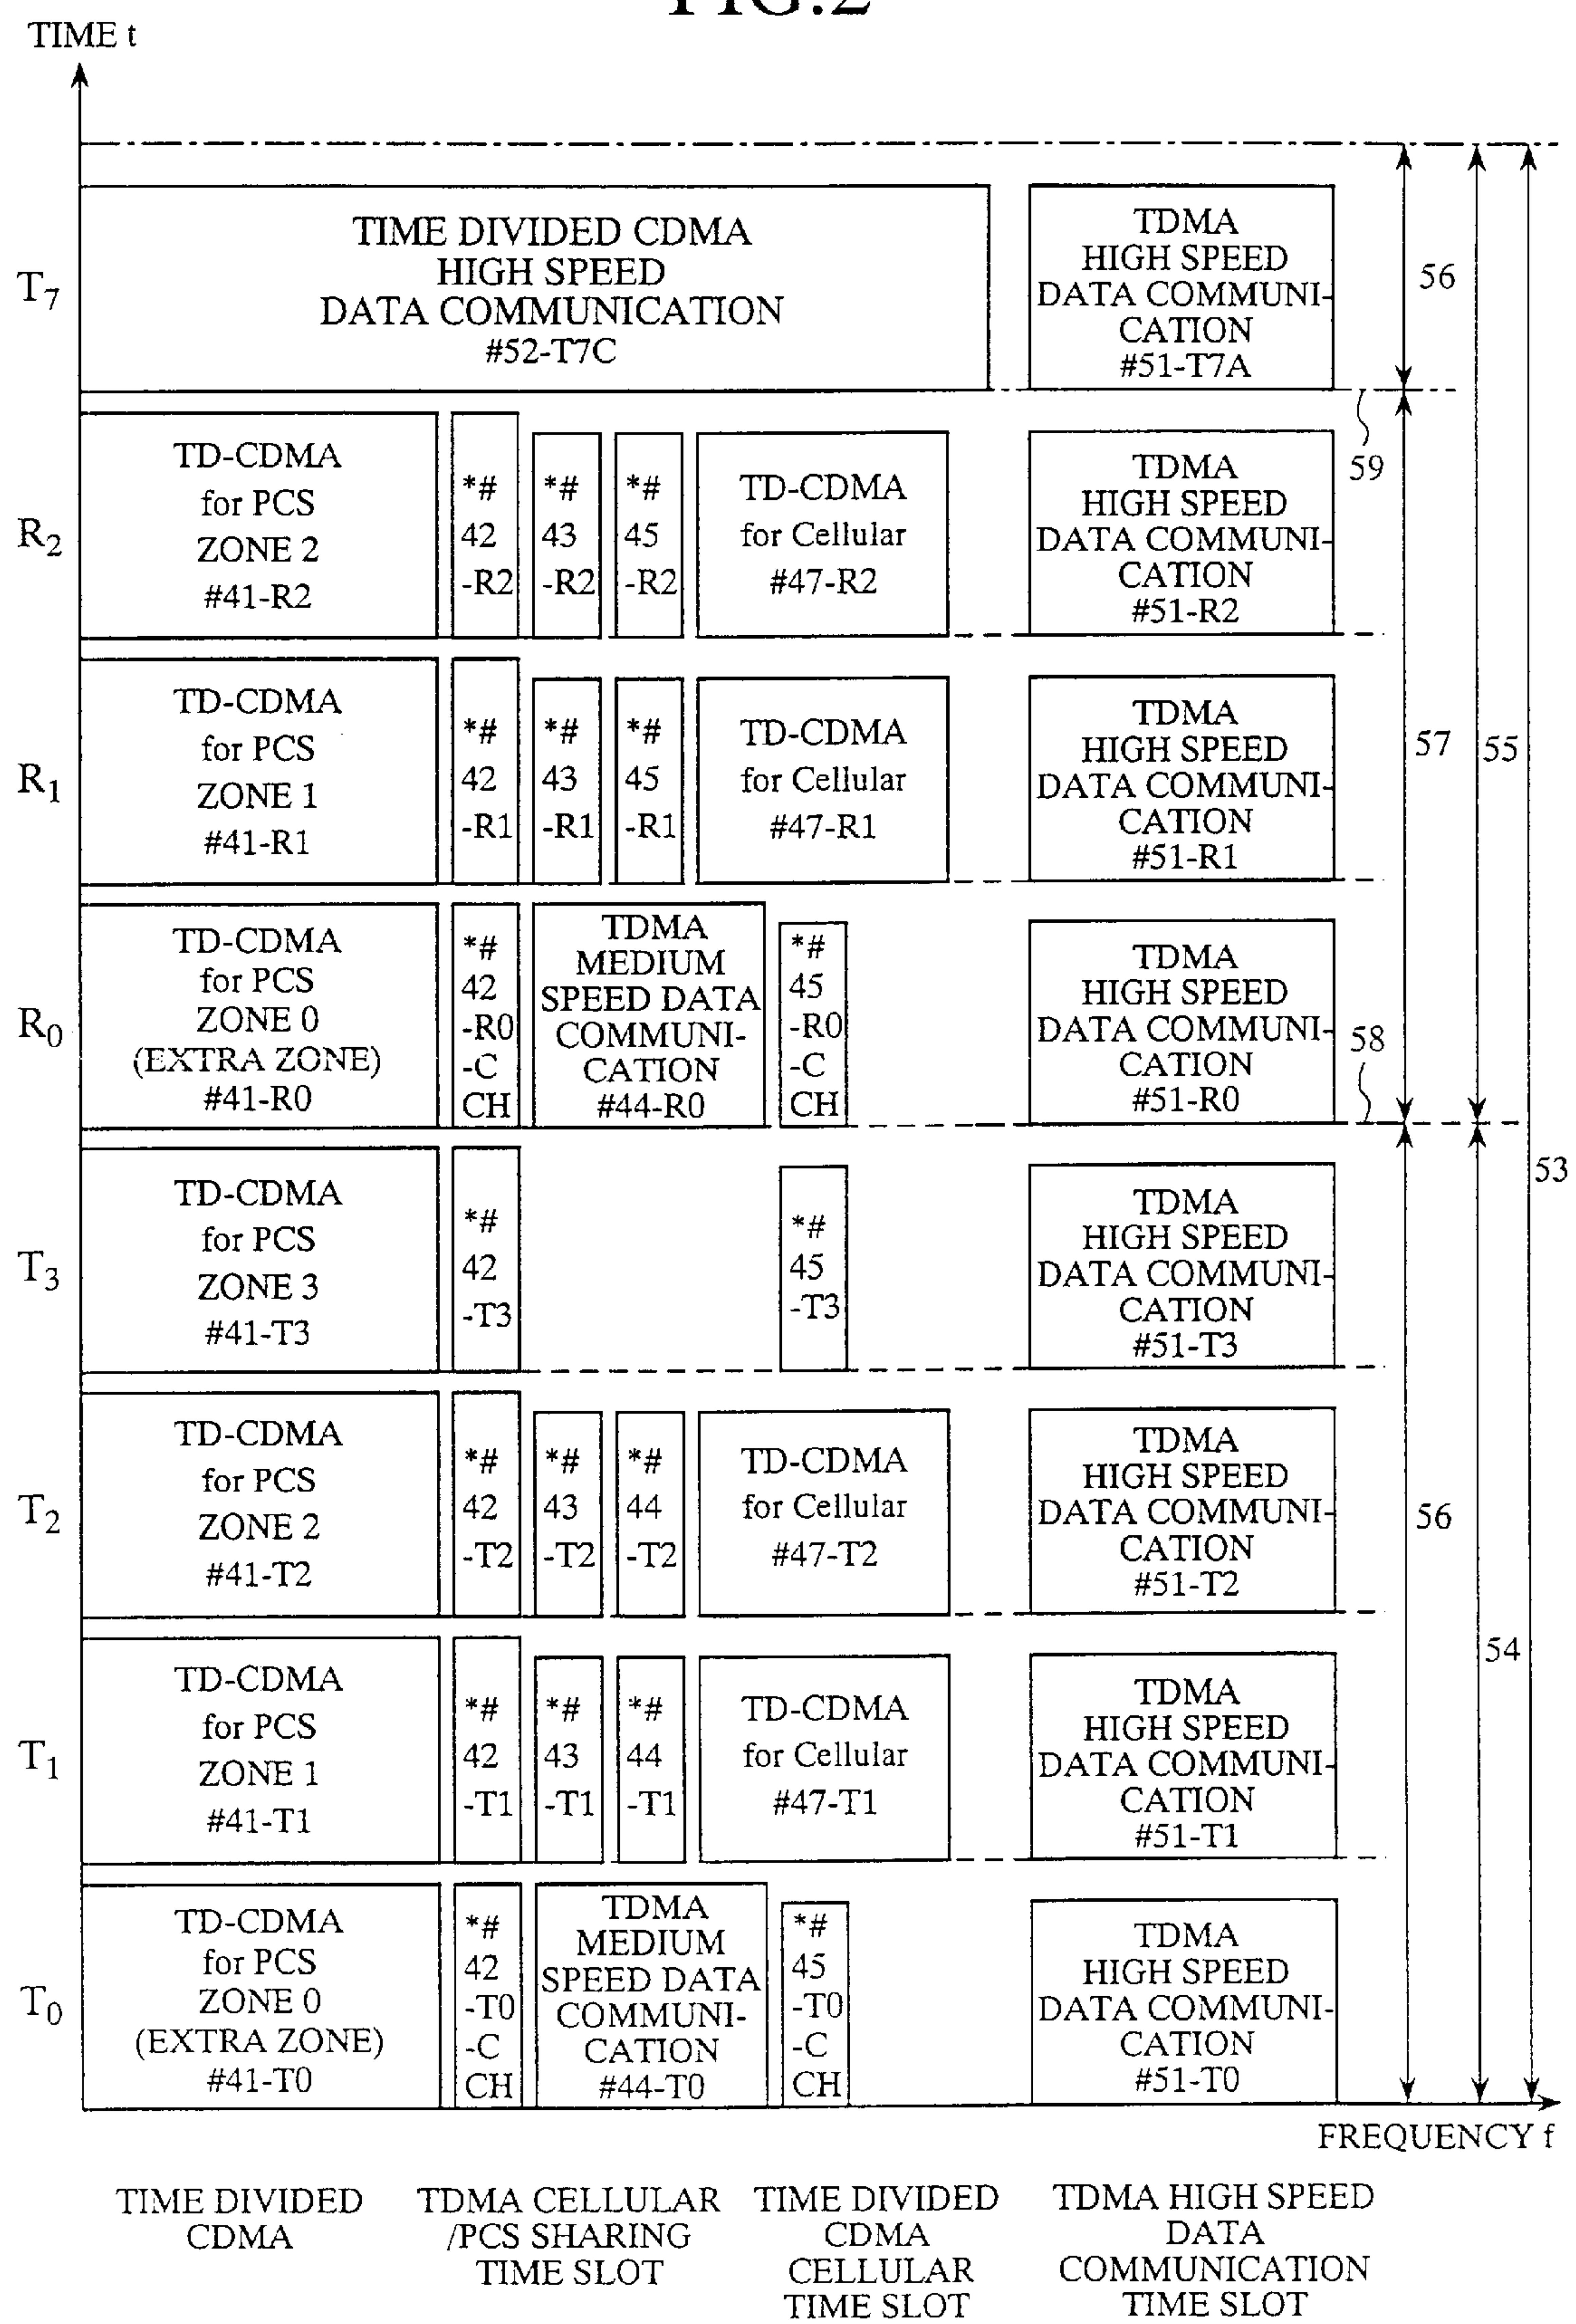 FIG.2
TIME t
T7
TIME DIVIDED CDMA
HIGH SPEED
DATA COMMUNICATION
#52-T7C
TDMA
HIGH SPEED
DATA COMMUNI-
CATION
#51-T7A
56
59
R2
TD-CDMA
for PCS
ZONE 2
#41-R2
*#
42
-R2
*#
43
-R2
*#
45
-R2
TD-CDMA
for Cellular
#47-R2
TDMA
HIGH SPEED
DATA COMMUNI-
CATION
#51-R2
R1
TD-CDMA
for PCS
ZONE 1
#41-R1
*#
42
-R1
*#
43
-R1
*#
45
-R1
TD-CDMA
for Cellular
#47-R1
TDMA
HIGH SPEED
DATA COMMUNI-
CATION
#51-R1
57
55
R0
TD-CDMA
for PCS
ZONE 0
(EXTRA ZONE)
#41-R0
*#
42
-R0
-C
CH
TDMA
MEDIUM
SPEED DATA
COMMUNI-
CATION
#44-R0
*#
45
-R0
-C
CH
TDMA
HIGH SPEED
DATA COMMUNI-
CATION
#51-R0
58
53
T3
TD-CDMA
for PCS
ZONE 3
#41-T3
*#
42
-T3
*#
45
-T3
TDMA
HIGH SPEED
DATA COMMUNI-
CATION
#51-T3
T2
TD-CDMA
for PCS
ZONE 2
#41-T2
*#
42
-T2
*#
43
-T2
*#
44
-T2
TD-CDMA
for Cellular
#47-T2
TDMA
HIGH SPEED
DATA COMMUNI-
CATION
#51-T2
56
54
T1
TD-CDMA
for PCS
ZONE 1
#41-T1
*#
42
-T1
*#
43
-T1
*#
44
-T1
TD-CDMA
for Cellular
#47-T1
TDMA
HIGH SPEED
DATA COMMUNI-
CATION
#51-T1
T0
TD-CDMA
for PCS
ZONE 0
(EXTRA ZONE)
#41-T0
*#
42
-T0
-C
CH
TDMA
MEDIUM
SPEED DATA
COMMUNI-
CATION
#44-T0
*#
45
-T0
-C
CH
TDMA
HIGH SPEED
DATA COMMUNI-
CATION
#51-T0
FREQUENCY f
TIME DIVIDED
CDMA
TDMA CELLULAR
/PCS SHARING
TIME SLOT
TIME DIVIDED
CDMA
CELLULAR
TIME SLOT
TDMA HIGH SPEED
DATA
COMMUNICATION
TIME SLOT